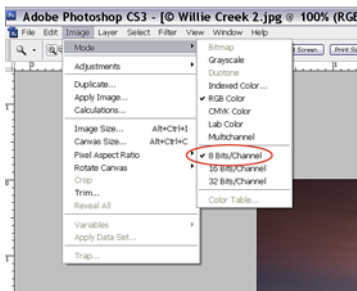 Adobe Photoshop CS3 - [© Willie Creek 2.jpg @ 100% (RGB
File Edit Image Layer Select Filter View Window Help
Screen Print Si
Mode
Adjustments
Duplicate...
Apply Image...
Calculations...
Image Size... Alt+Ctrl+I
Canvas Size... Alt+Ctrl+C
Pixel Aspect Ratio
Rotate Canvas
Crop
Trim...
Reveal All
Variables
Apply Data Set...
Trap...
Bitmap
Grayscale
Duotone
Indexed Color...
RGB Color
CMYK Color
Lab Color
Multichannel
8 Bits/Channel
16 Bits/Channel
32 Bits/Channel
Color Table...